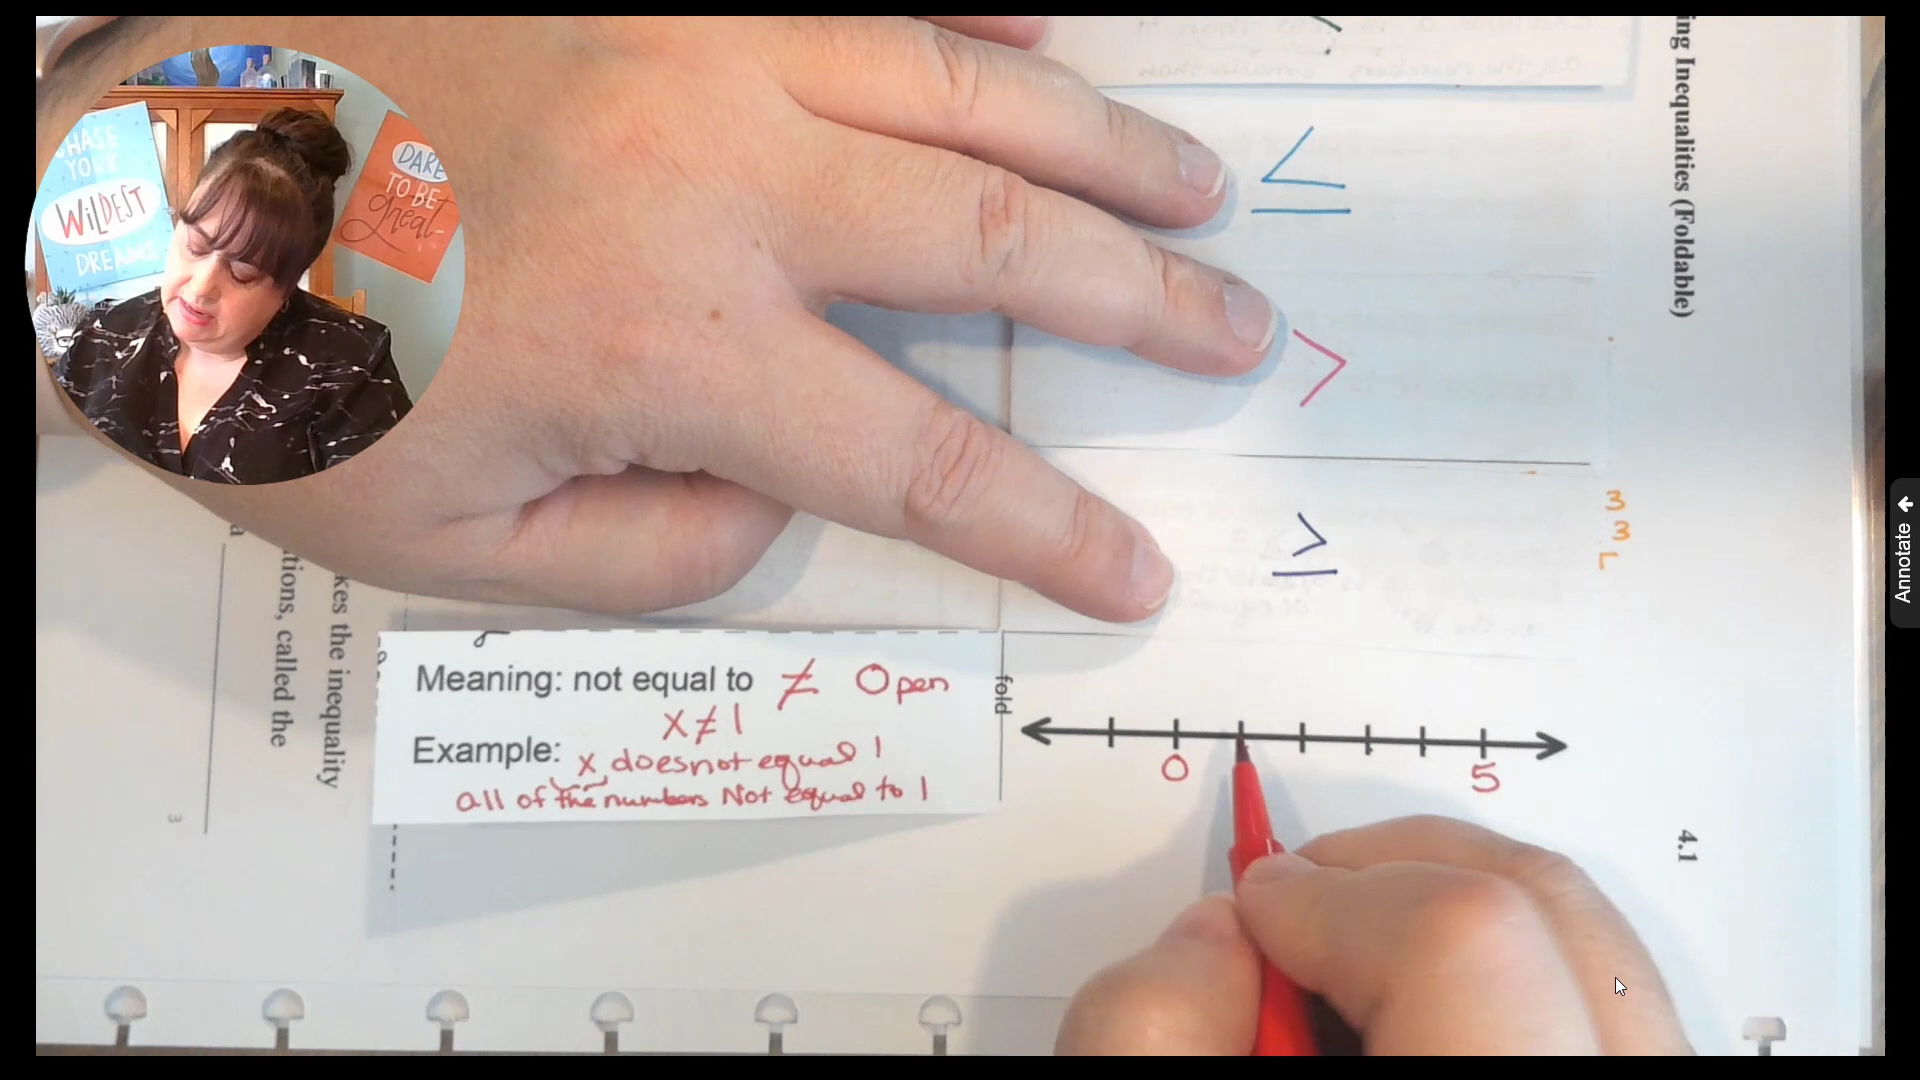 CHASE
YOUR
WILDEST
DREAMS
DARE
TO BE
great
ing Inequalities (Foldable)
4.1
≤
>
≥
3
3
Meaning: not equal to ≠ Open
x ≠ 1
Example: x does not equal 1
all of the numbers Not equal to 1
fold
0 5
kes the inequality
tions, called the
a
3
Annotate